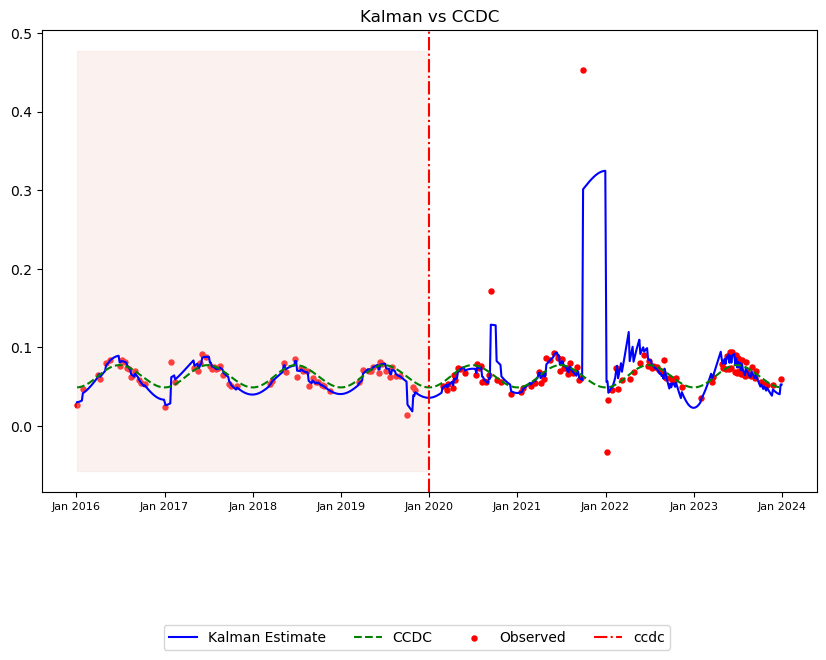 Kalman vs CCDC
0.5
0.4
0.3
0.2
0.1
0.0
Jan 2016 Jan 2017 Jan 2018 Jan 2019 Jan 2020 Jan 2021 Jan 2022 Jan 2023 Jan 2024
Kalman Estimate CCDC Observed ccdc